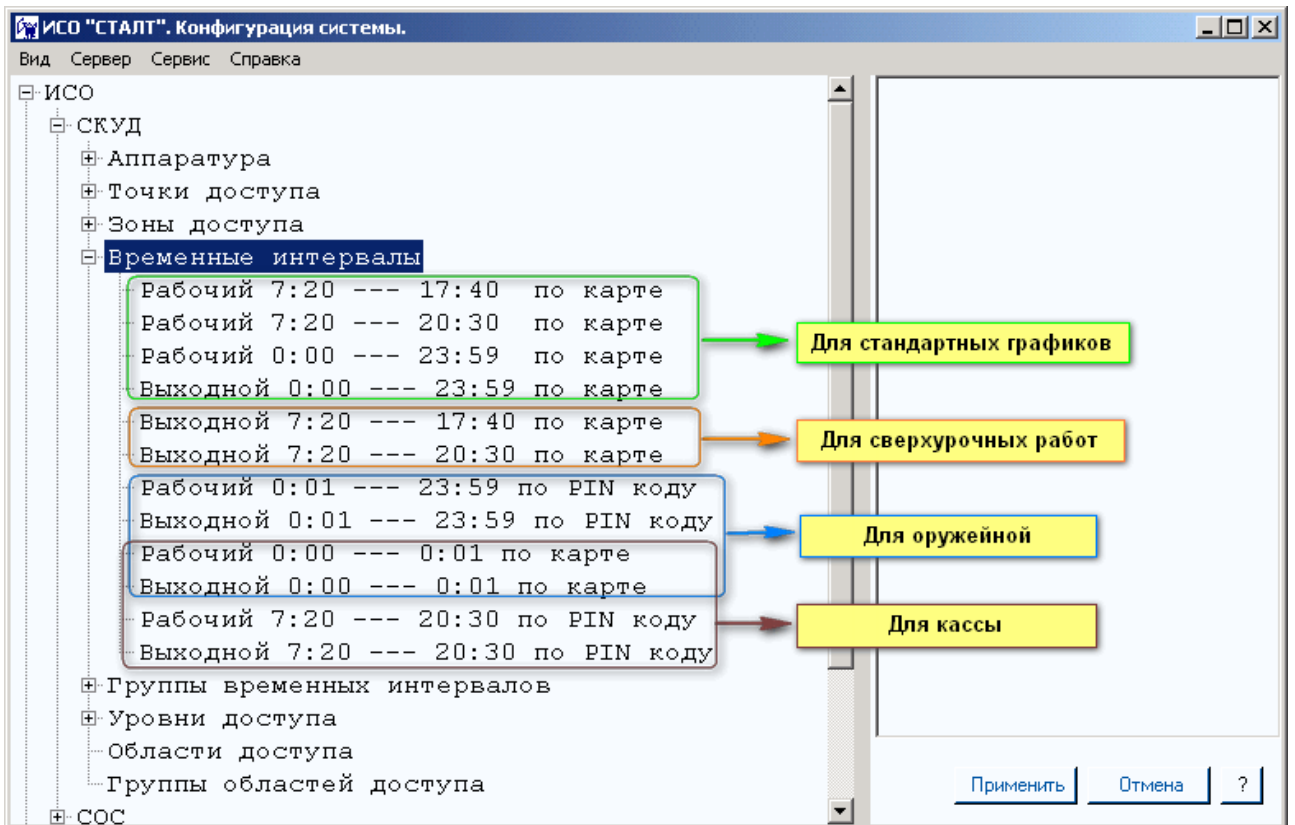 ИСО "СТАЛТ". Конфигурация системы.
Вид Сервер Сервис Справка
ИСО
СКУД
Аппаратура
Точки доступа
Зоны доступа
Временные интервалы
Рабочий 7:20 --- 17:40 по карте
Рабочий 7:20 --- 20:30 по карте
Рабочий 0:00 --- 23:59 по карте
Выходной 0:00 --- 23:59 по карте
Для стандартных графиков
Выходной 7:20 --- 17:40 по карте
Выходной 7:20 --- 20:30 по карте
Для сверхурочных работ
Рабочий 0:01 --- 23:59 по PIN коду
Выходной 0:01 --- 23:59 по PIN коду
Для оружейной
Рабочий 0:00 --- 0:01 по карте
Выходной 0:00 --- 0:01 по карте
Рабочий 7:20 --- 20:30 по PIN коду
Выходной 7:20 --- 20:30 по PIN коду
Для кассы
Группы временных интервалов
Уровни доступа
Области доступа
Группы областей доступа
СОС
Применить Отмена ?